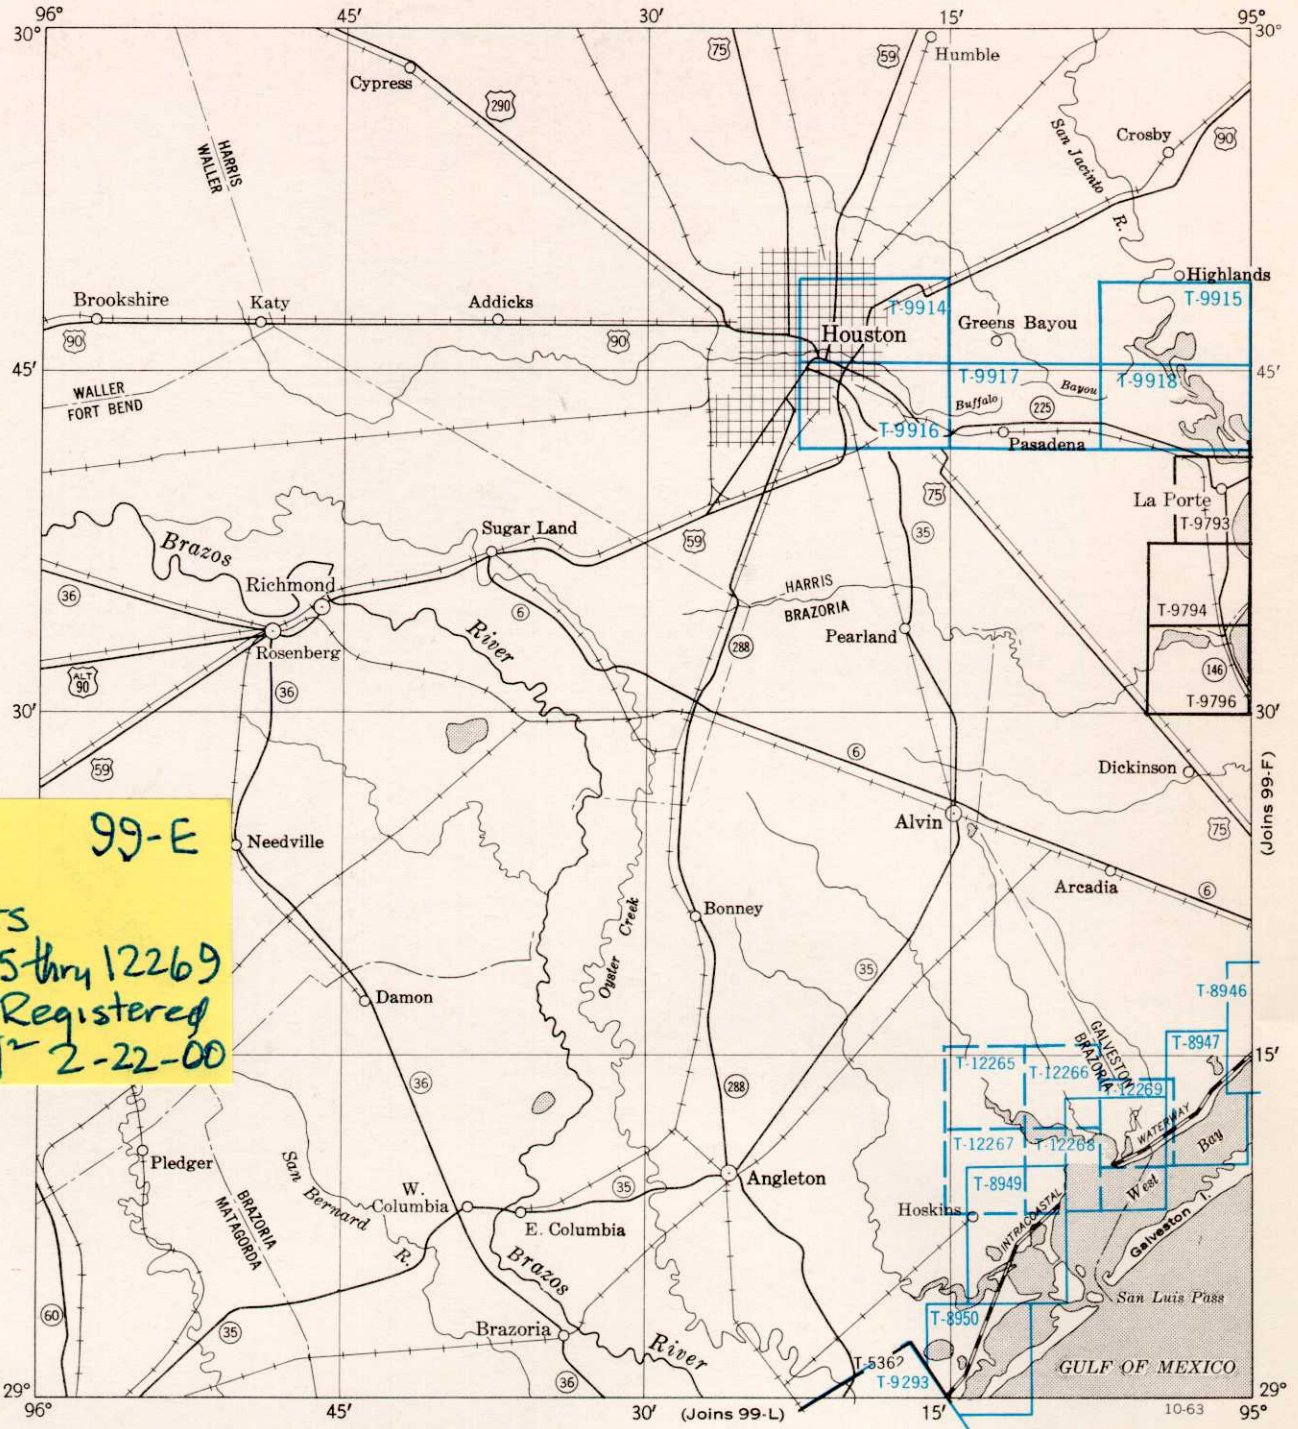 96°
45′
30′
15′
95°
30°
30°
75
59
Humble
Cypress
290
San Jacinto
R.
Crosby
90
HARRIS
WALLER
Highlands
T-9915
Brookshire
Katy
Addicks
T-9914
Greens Bayou
90
90
Houston
45′
45′
WALLER
FORT BEND
T-9917
Bayou
T-9918
Buffalo
225
T-9916
Pasadena
La Porte
75
T-9793
Sugar Land
35
59
Brazos
Richmond
36
6
HARRIS
BRAZORIA
T-9794
River
Pearland
Rosenberg
288
ALT
90
36
146
T-9796
30′
30′
6
59
Dickinson
(Joins 99-F)
99-E
Needville
Alvin
75
Arcadia
6
Bonney
Oyster Creek
5 thru 12269
Registered
2-22-00
Damon
35
T-8946
GALVESTON
BRAZORIA
T-8947
15′
T-12265
T-12266
36
288
T-12269
WATERWAY
Bay
T-12267
T-12268
Pledger
San Bernard
R.
Angleton
T-8949
West
W.
Columbia
35
BRAZORIA
MATAGORDA
Hoskins
E. Columbia
INTRACOASTAL
Galveston I.
Brazos
San Luis Pass
60
35
Brazoria
T-8950
River
T-5362
GULF OF MEXICO
T-9293
36
29°
29°
96°
45′
30′
(Joins 99-L)
15′
10-63
95°